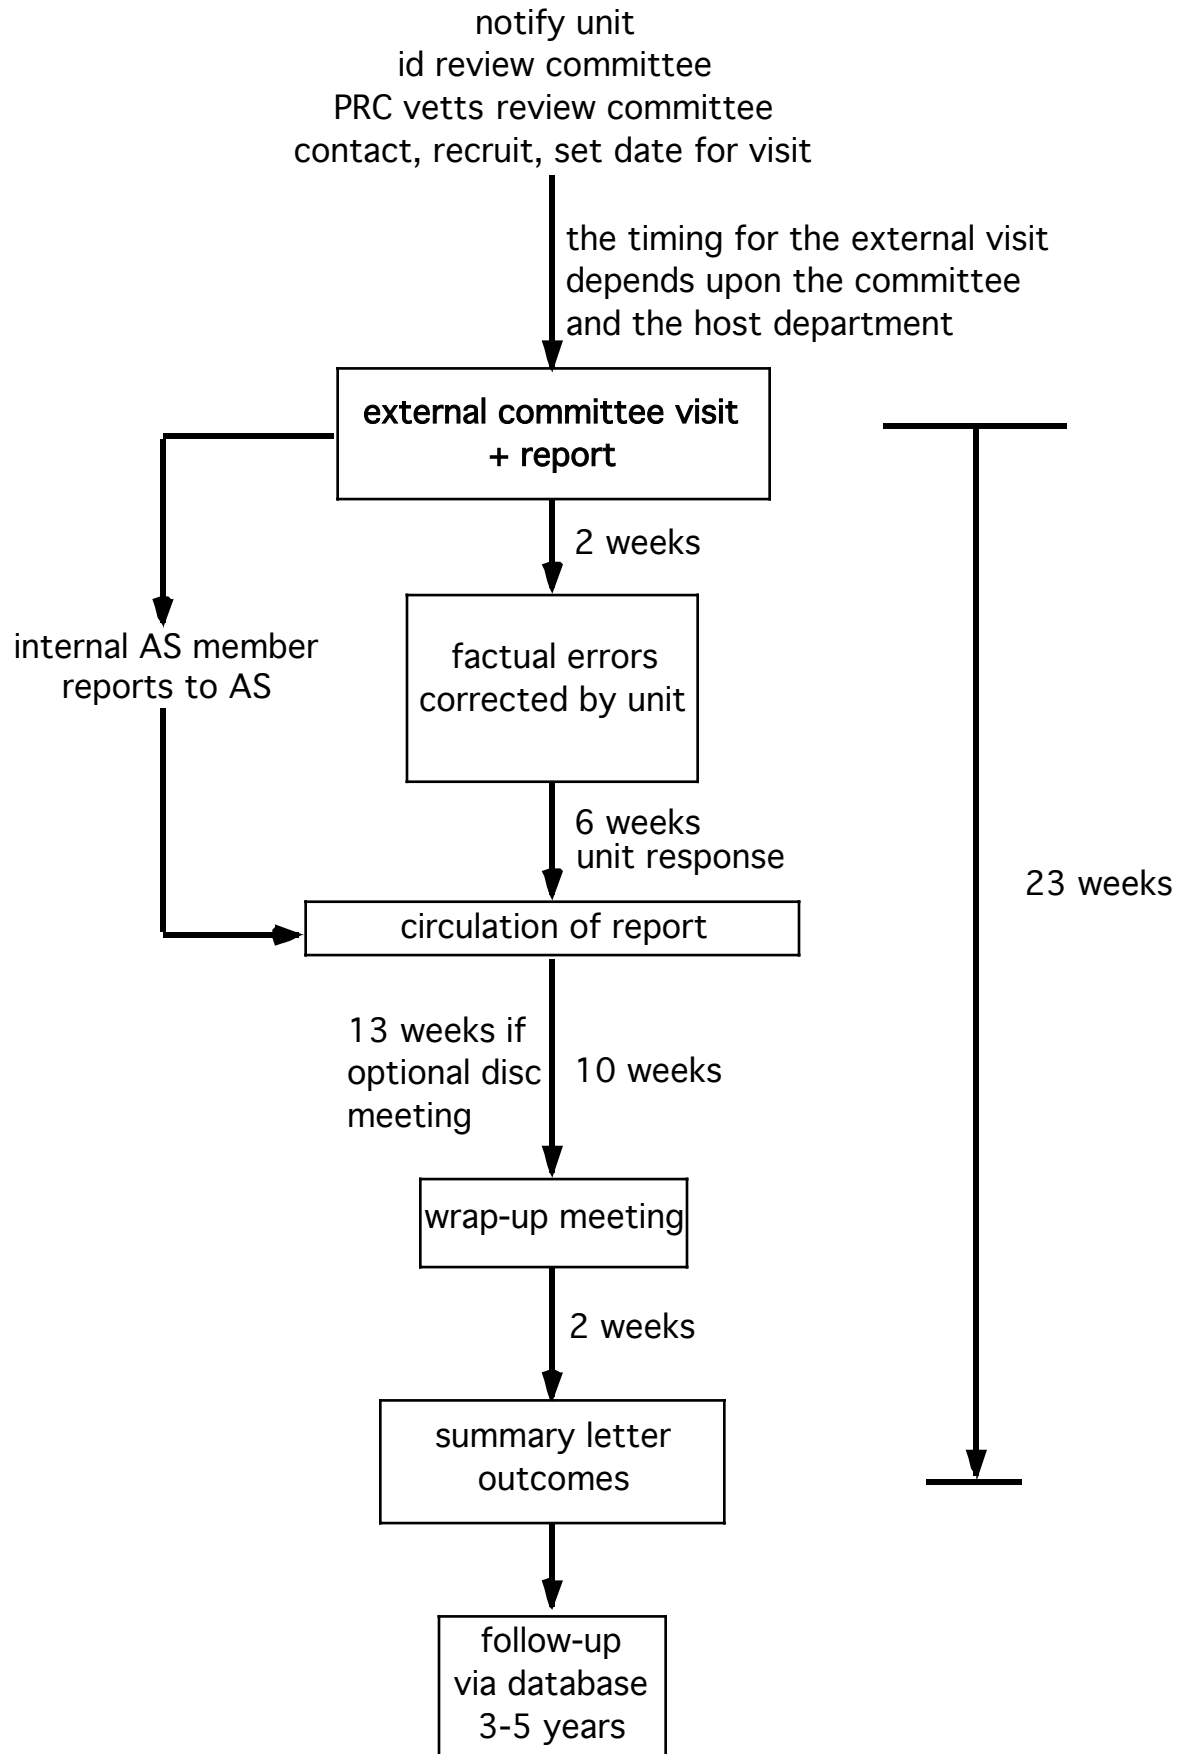 notify unit
id review committee
PRC vetts review committee
contact, recruit, set date for visit
the timing for the external visit
depends upon the committee
and the host department
external committee visit
+ report
2 weeks
internal AS member
reports to AS
factual errors
corrected by unit
6 weeks
unit response
23 weeks
circulation of report
13 weeks if
optional disc
meeting
10 weeks
wrap-up meeting
2 weeks
summary letter
outcomes
follow-up
via database
3-5 years